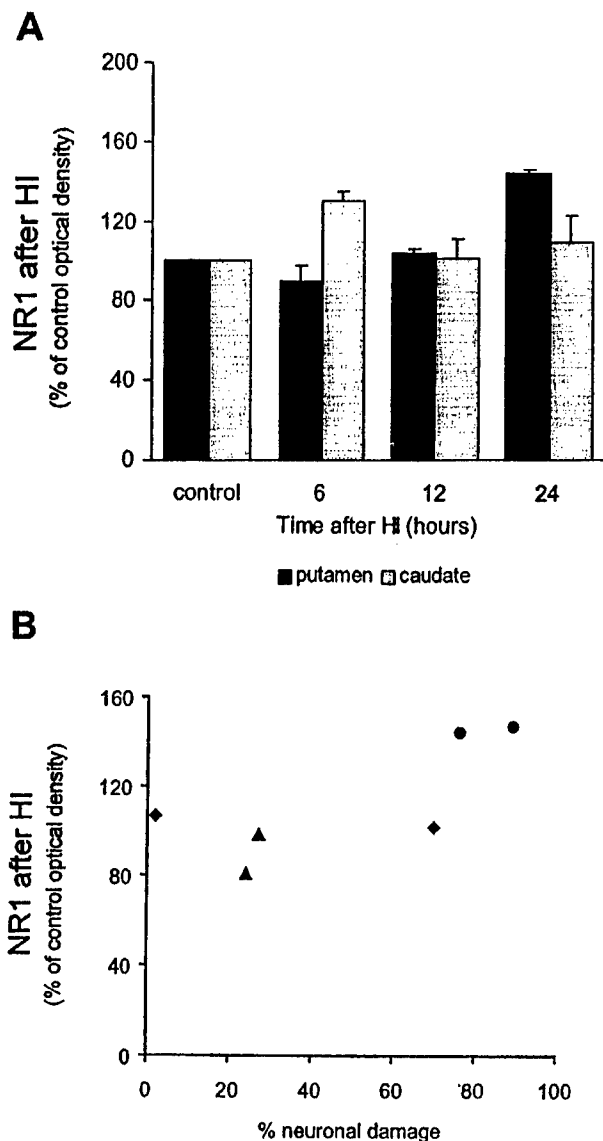 A
NR1 after HI
(% of control optical density)
200
160
120
80
40
0
control 6 12 24
Time after HI (hours)
putamen caudate
B
NR1 after HI
(% of control optical density)
160
120
80
40
0
0 20 40 60 80 100
% neuronal damage